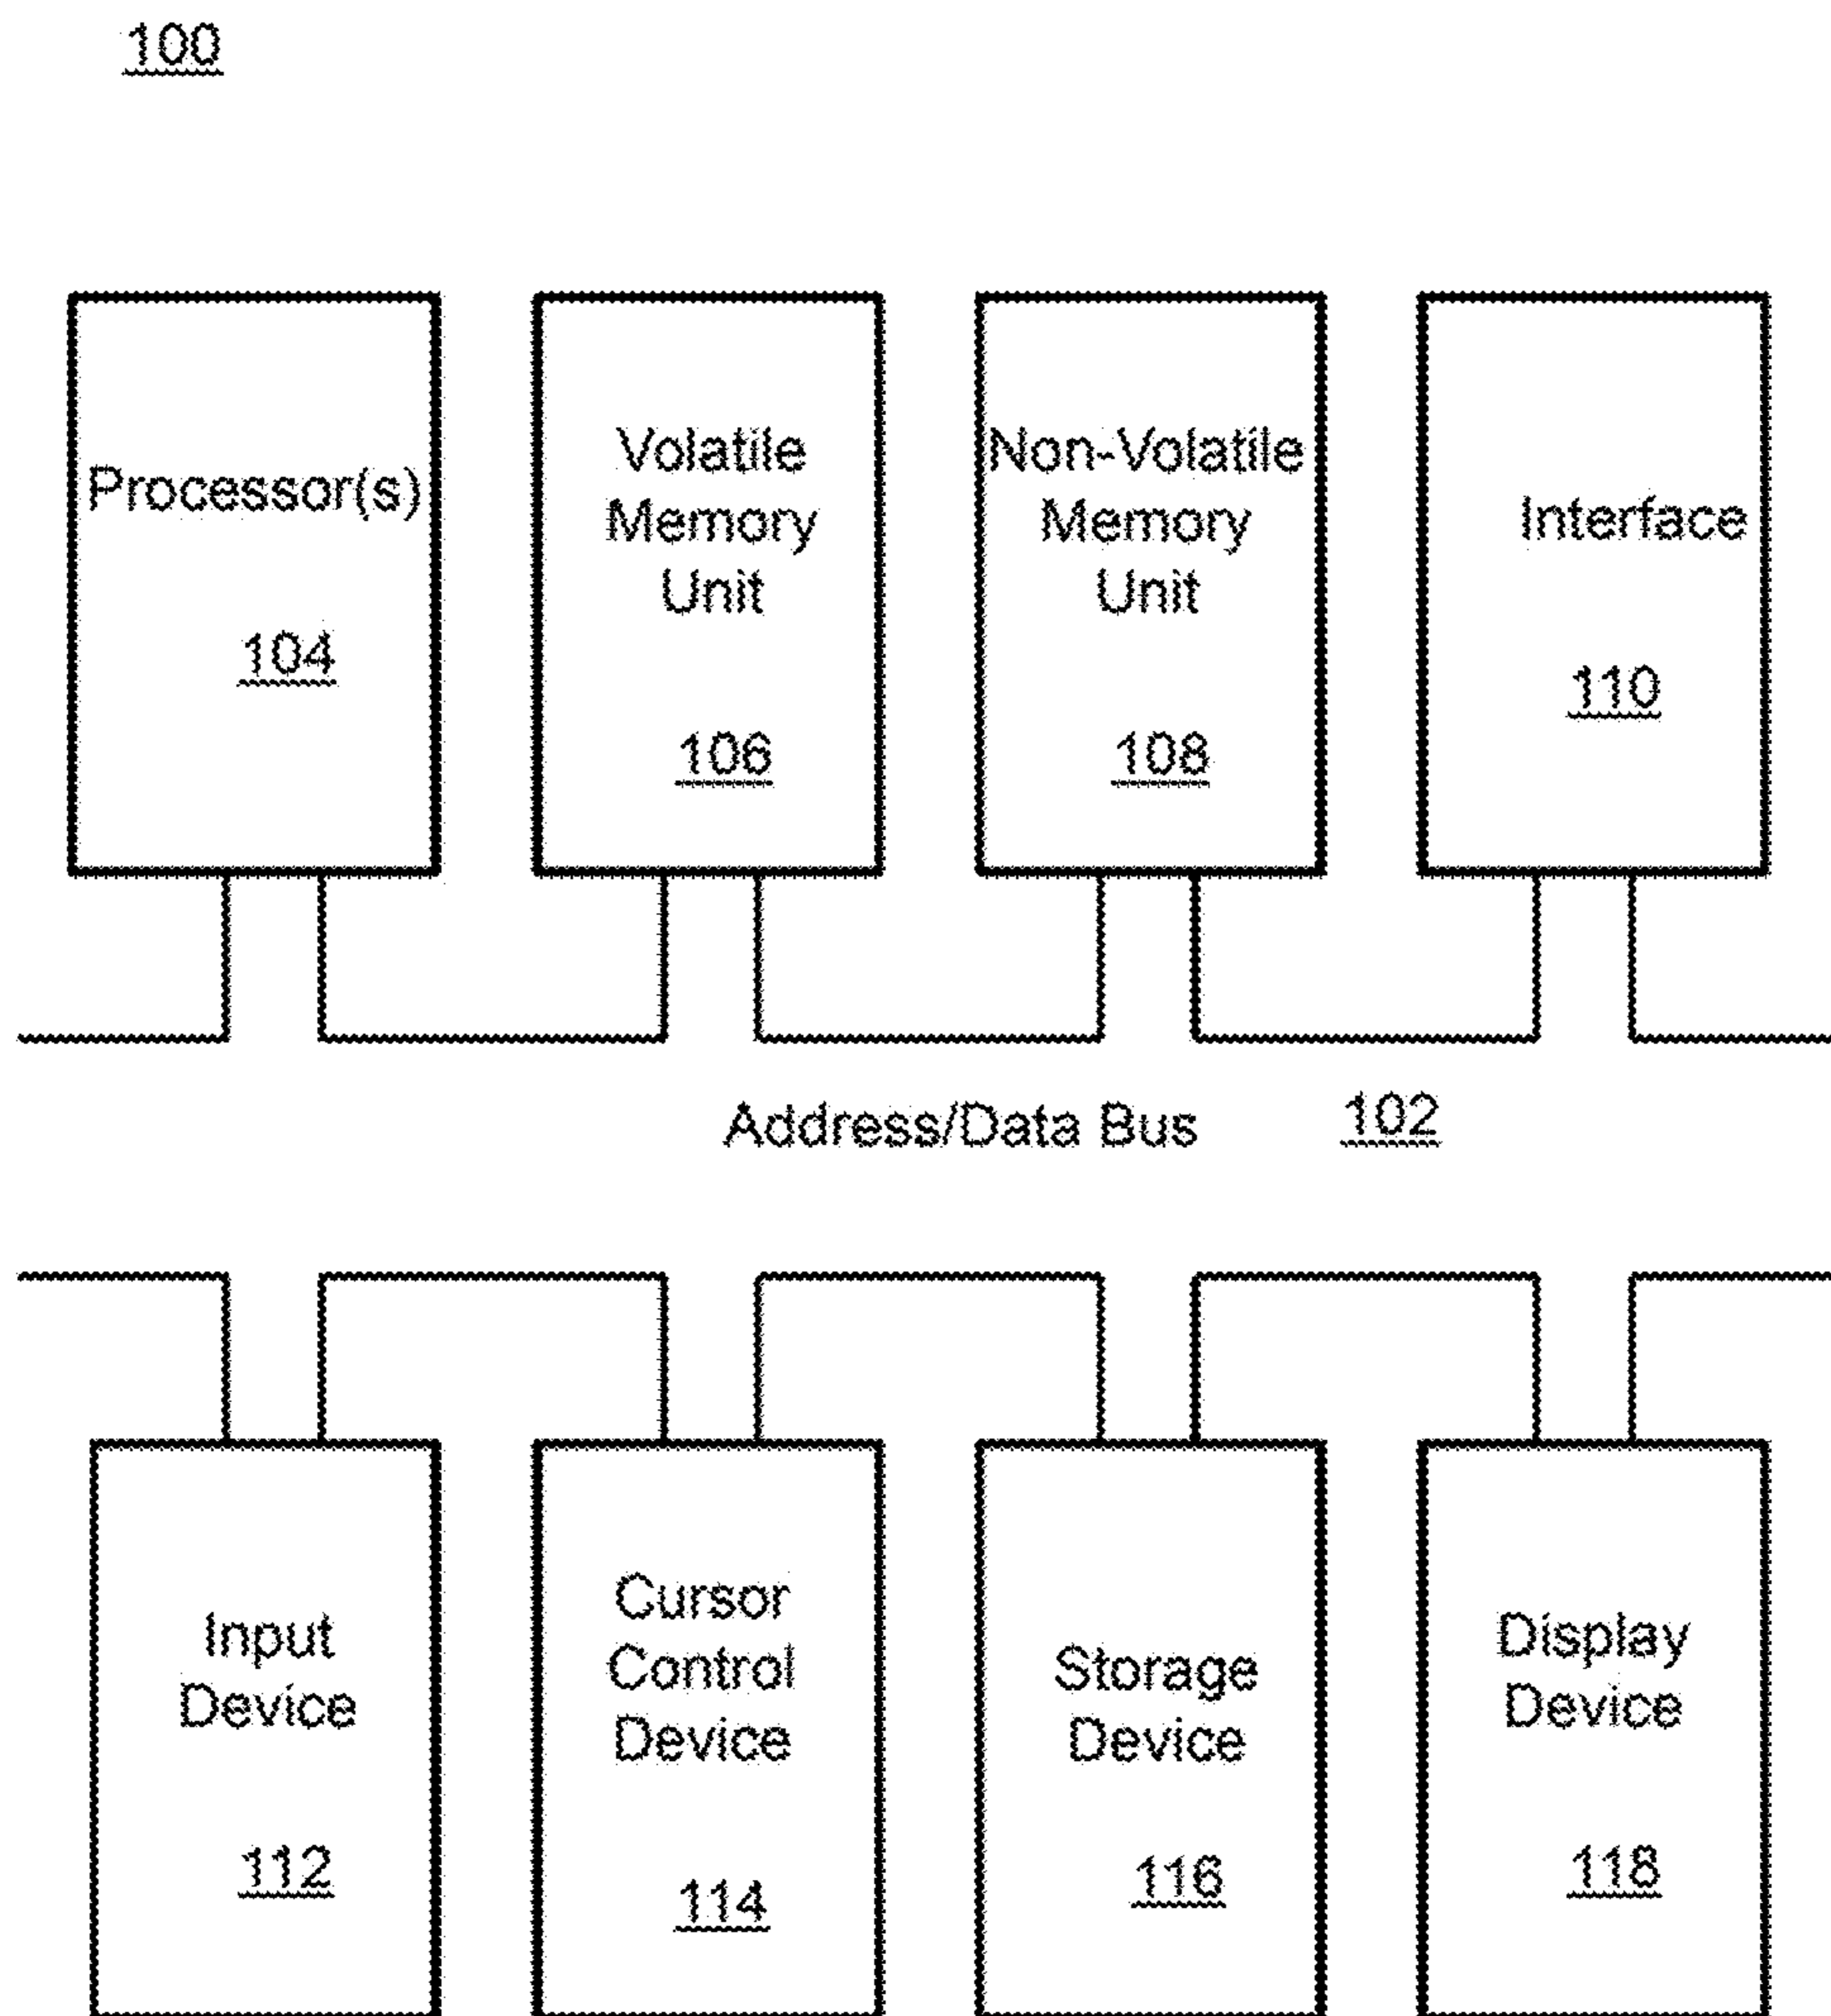 100
Processor(s)
104
Volatile
Memory
Unit
106
Non-Volatile
Memory
Unit
108
Interface
110
Address/Data Bus 102
Input
Device
112
Cursor
Control
Device
114
Storage
Device
116
Display
Device
118